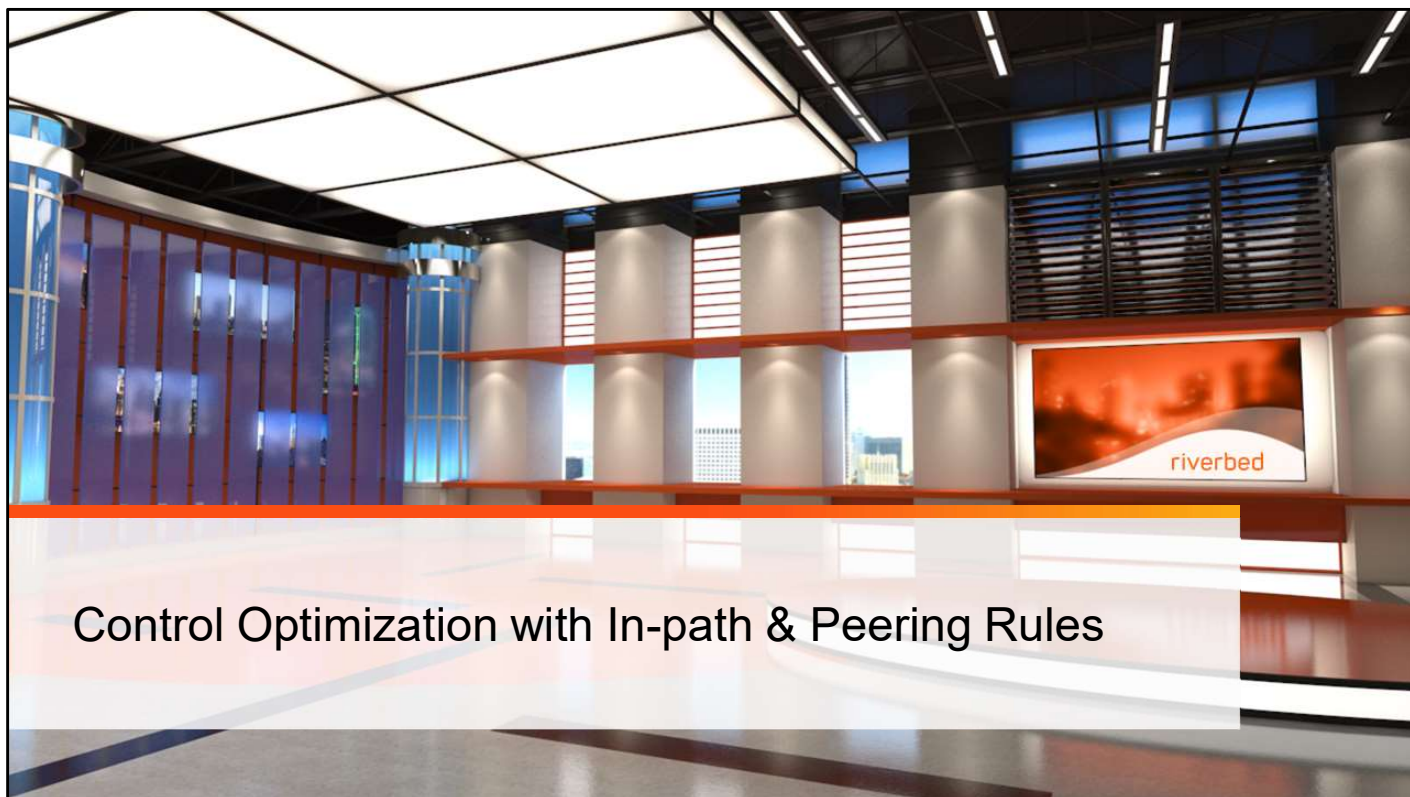 riverbed
Control Optimization with In-path & Peering Rules